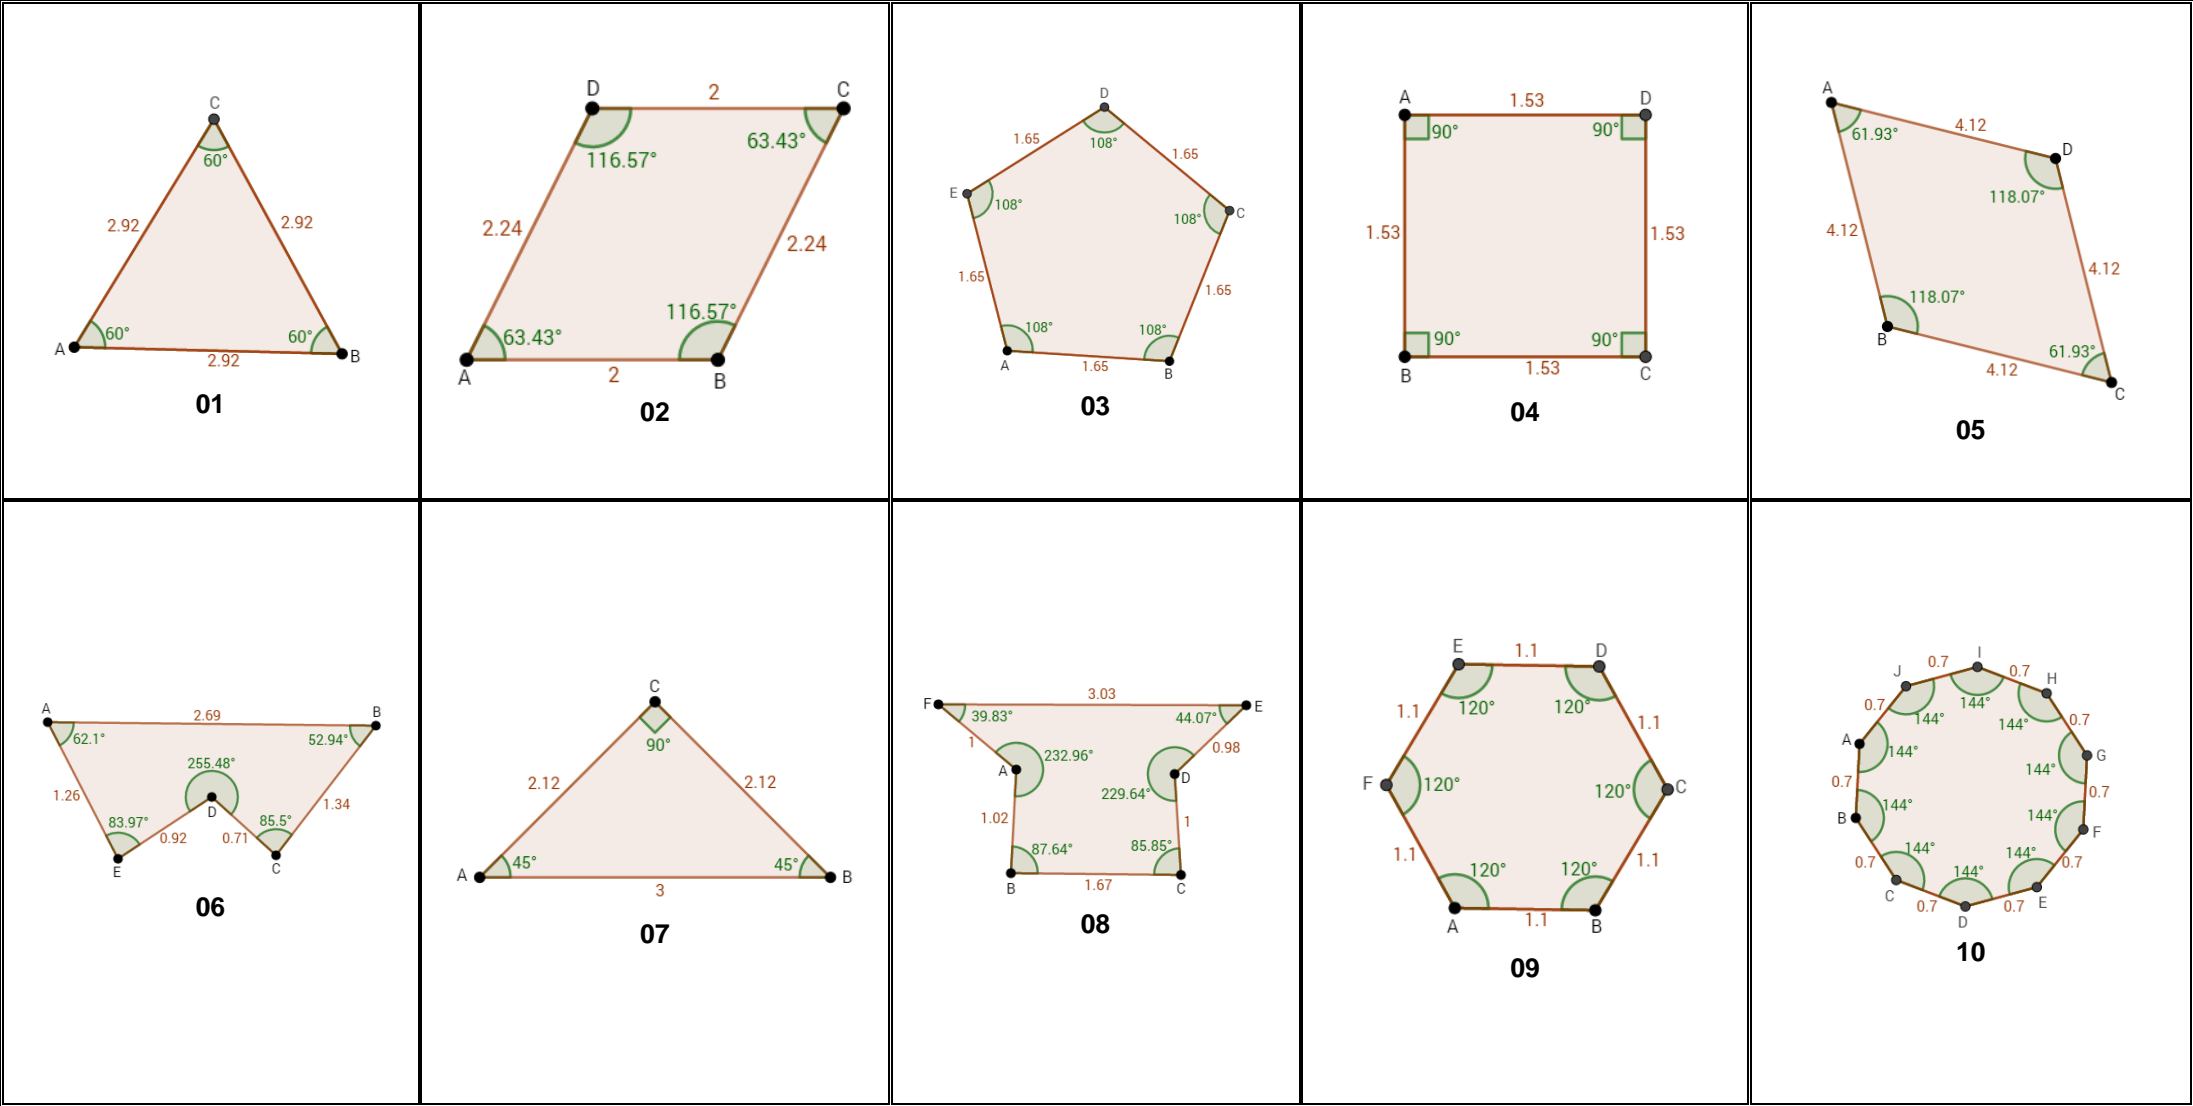 C
60°
2.92
2.92
A
60°
60°
B
2.92
01
D
2
C
116.57°
63.43°
2.24
2.24
116.57°
63.43°
A
2
B
02
D
1.65
108°
1.65
E
108°
108°
C
1.65
1.65
108°
108°
A
1.65
B
03
A
1.53
D
90°
90°
1.53
1.53
90°
90°
B
1.53
C
04
A
61.93°
4.12
D
118.07°
4.12
4.12
118.07°
B
61.93°
4.12
C
05
A
2.69
B
62.1°
52.94°
255.48°
1.26
D
1.34
83.97°
85.5°
0.92
0.71
E
C
06
C
90°
2.12
2.12
A
45°
45°
B
3
07
F
3.03
E
39.83°
44.07°
1
0.98
A
232.96°
D
229.64°
1.02
1
87.64°
85.85°
B
1.67
C
08
E
1.1
D
120°
120°
1.1
1.1
F
120°
120°
C
1.1
1.1
120°
120°
A
1.1
B
09
I
0.7
0.7
J
H
0.7
144°
144°
144°
0.7
A
144°
144°
G
0.7
0.7
B
144°
144°
F
0.7
144°
144°
144°
0.7
C
0.7
0.7
E
D
10